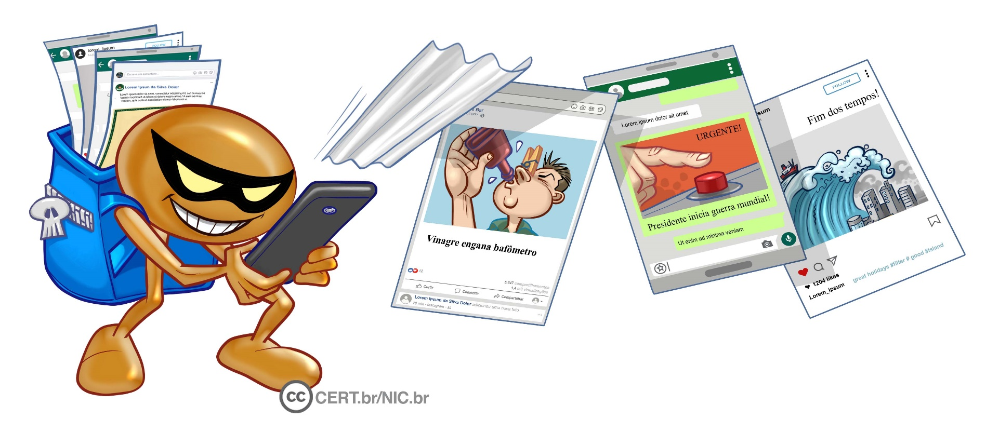 lorem_ipsum
FOLLOW
Escreva um comentário...
Lorem Ipsun da Silva Dolor
Lorem ipsum dolor sit amet, consectetur adipiscing elit, sed do eiusmod
tempor incididunt ut labore et dolore magna aliqua. Ut enim ad minim
veniam, quis nostrud exercitation ullamco laboris nisi ut
s Bar
Vinagre engana bafômetro
12
5.647 compartilhamentos
1,4 mil visualizações
Curtir
Comentar
Compartilhar
Lorem Ipsum da Silva Dolor adicionou uma nova foto
20 min - Instagram -
Lorem ipsum dolor sit amet
URGENTE!
Presidente inicia guerra mundial!
Ut enim ad minima veniam
sum
FOLLOW
Fim dos tempos!
1204 likes
Lorem_ipsum
great holidays #filter # good #island
cc CERT.br/NIC.br